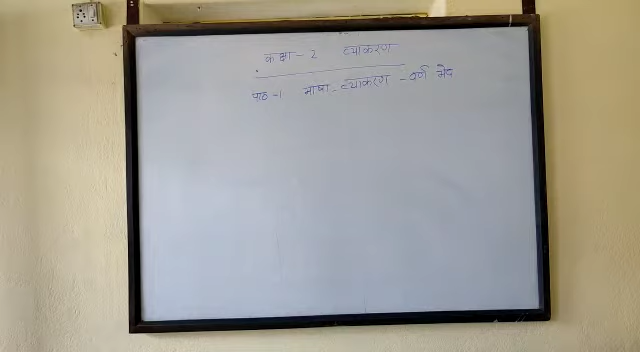 कक्षा - 2 व्याकरण
पाठ -1 भाषा - व्याकरण - वर्ण भेद